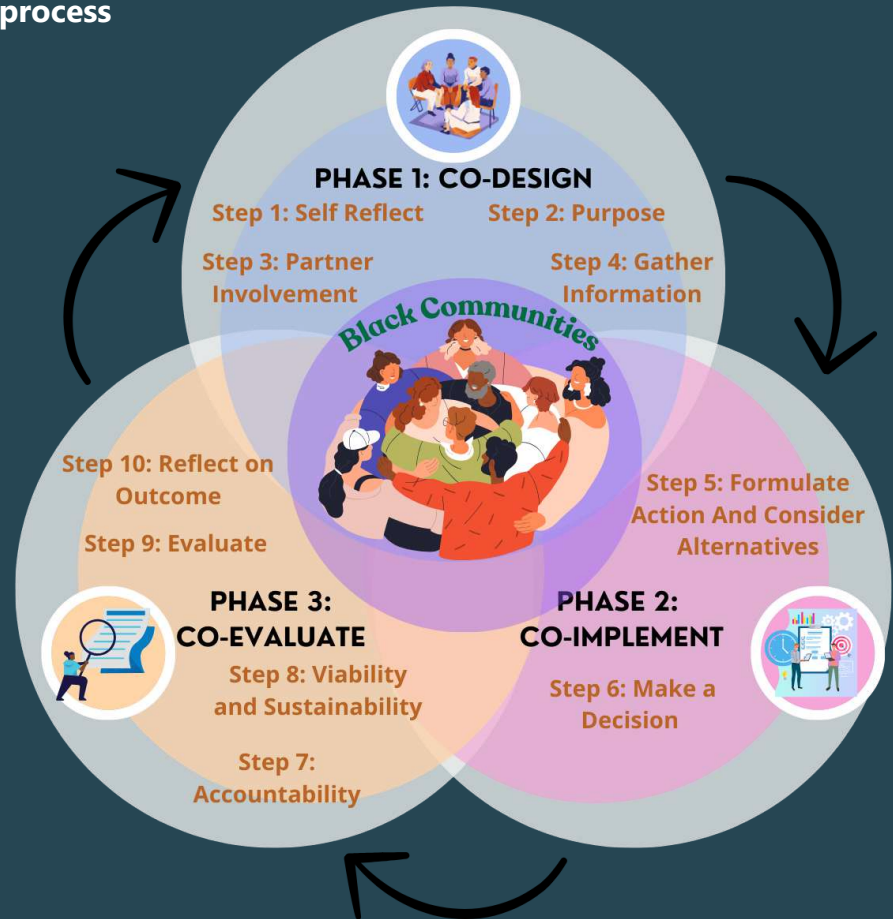 process
PHASE 1: CO-DESIGN
Step 1: Self Reflect
Step 2: Purpose
Step 3: Partner
Involvement
Step 4: Gather
Information
Black Communities
Step 5: Formulate
Action And Consider
Alternatives
PHASE 2:
CO-IMPLEMENT
Step 6: Make a
Decision
Step 10: Reflect on
Outcome
Step 9: Evaluate
PHASE 3:
CO-EVALUATE
Step 8: Viability
and Sustainability
Step 7:
Accountability